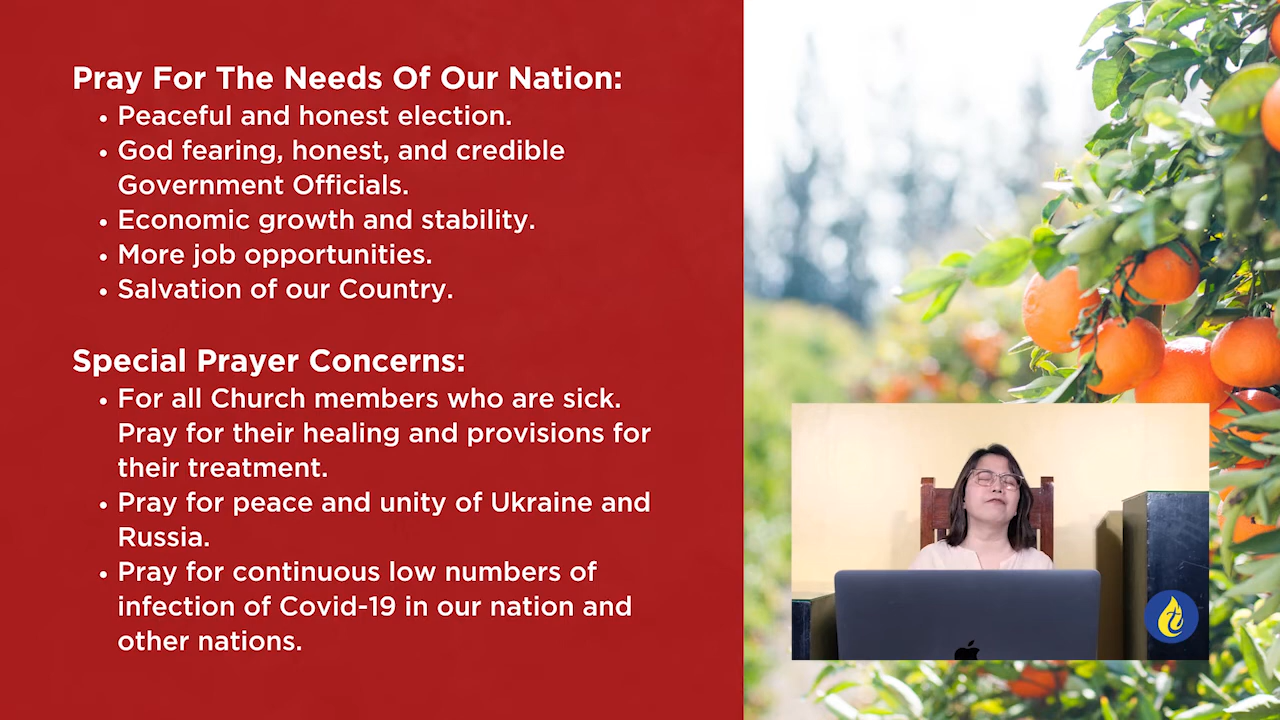 Pray For The Needs Of Our Nation:
• Peaceful and honest election.
• God fearing, honest, and credible
Government Officials.
• Economic growth and stability.
• More job opportunities.
• Salvation of our Country.
Special Prayer Concerns:
• For all Church members who are sick.
Pray for their healing and provisions for
their treatment.
• Pray for peace and unity of Ukraine and
Russia.
• Pray for continuous low numbers of
infection of Covid-19 in our nation and
other nations.